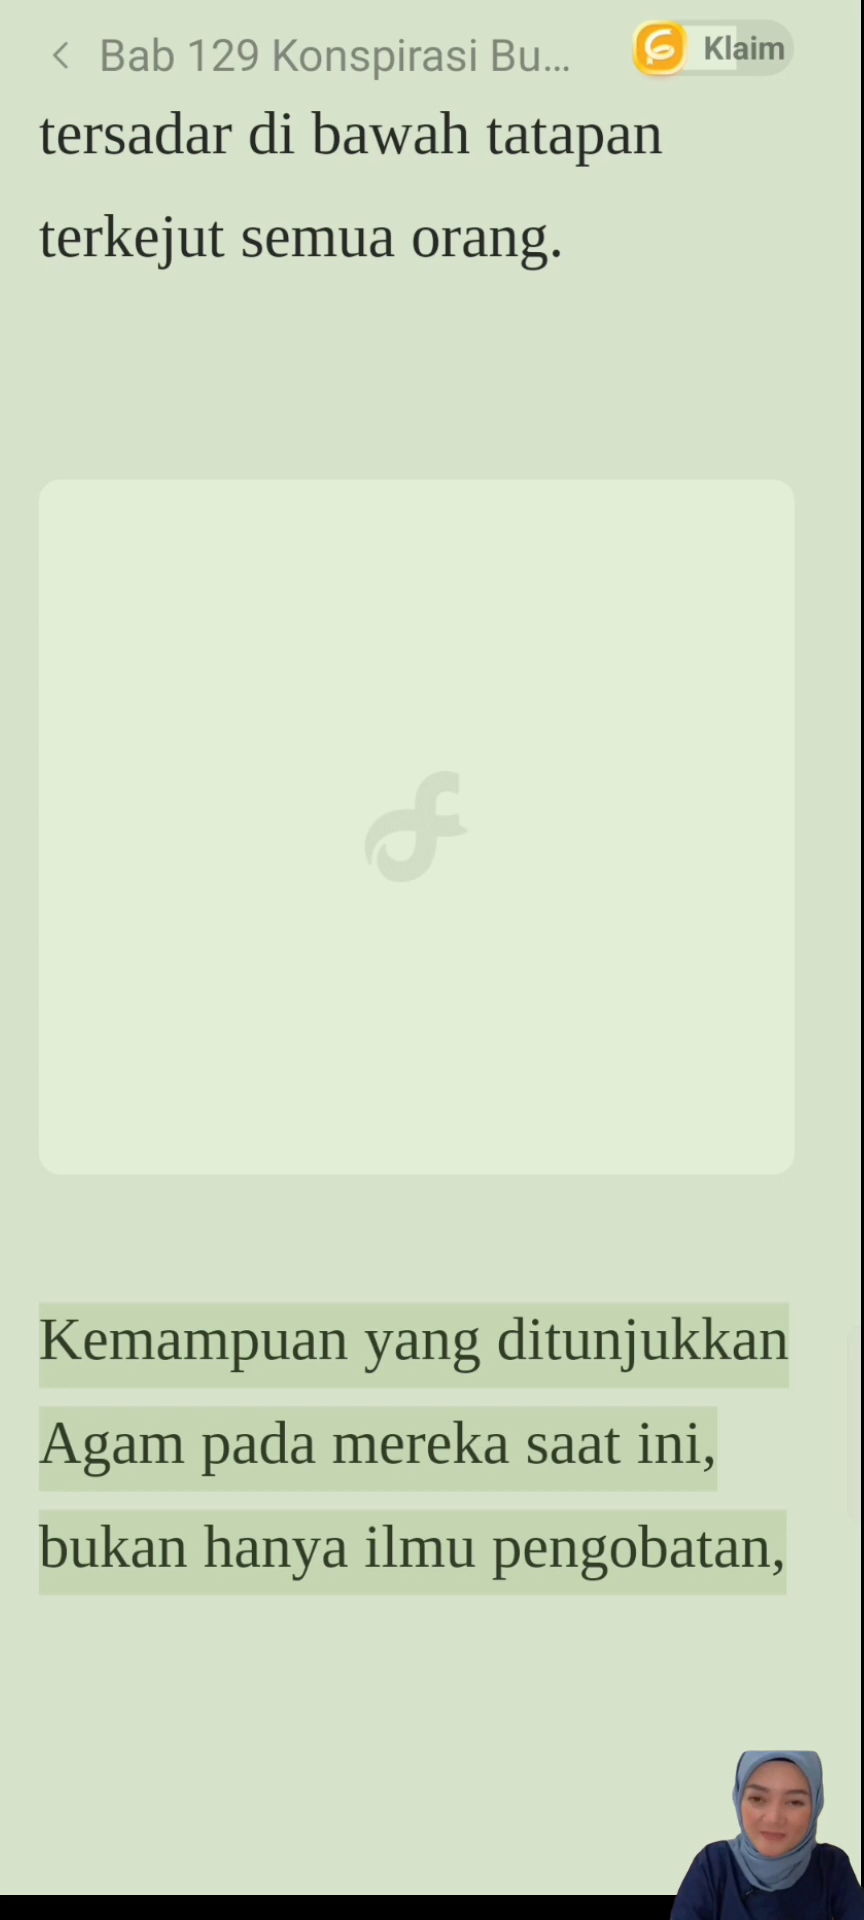 Bab 129 Konspirasi Bu...
Klaim
tersadar di bawah tatapan
terkejut semua orang.
Kemampuan yang ditunjukkan
Agam pada mereka saat ini,
bukan hanya ilmu pengobatan,